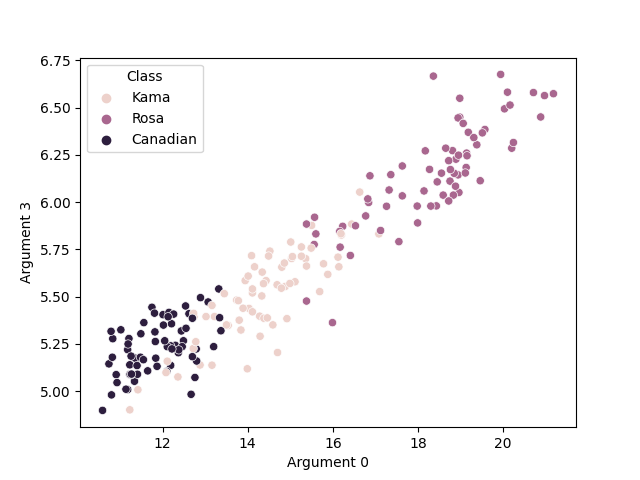 Class
Kama
Rosa
Canadian
6.75
6.50
6.25
6.00
5.75
5.50
5.25
5.00
Argument 3
12 14 16 18 20
Argument 0